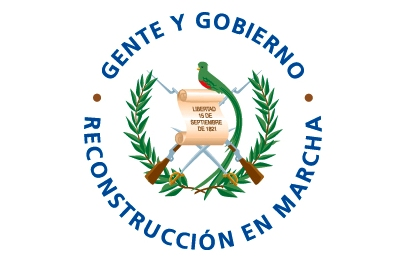 GENTE Y GOBIERNO
LIBERTAD
15 DE
SEPTIEMBRE
DE 1821
RECONSTRUCCIÓN EN MARCHA